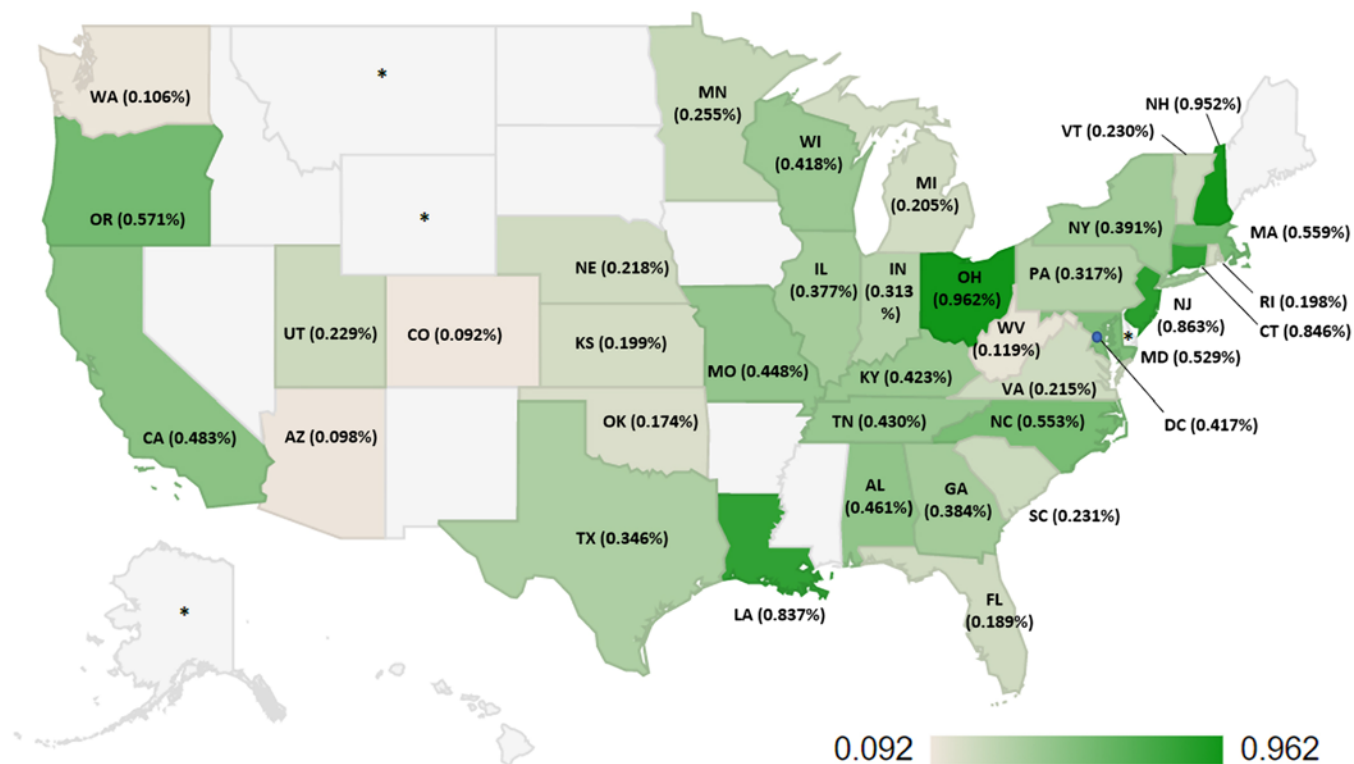 *
WA (0.106%)
MN
(0.255%)
NH (0.952%)
VT (0.230%)
WI
(0.418%)
MI
(0.205%)
OR (0.571%)
*
NY (0.391%)
MA (0.559%)
NE (0.218%)
IL
(0.377%)
IN
(0.313
%)
OH
(0.962%)
PA (0.317%)
RI (0.198%)
NJ
(0.863%)
CT (0.846%)
UT (0.229%)
CO (0.092%)
KS (0.199%)
WV
(0.119%)
*
MD (0.529%)
MO (0.448%)
KY (0.423%)
VA (0.215%)
CA (0.483%)
AZ (0.098%)
OK (0.174%)
TN (0.430%)
NC (0.553%)
DC (0.417%)
AL
(0.461%)
GA
(0.384%)
SC (0.231%)
TX (0.346%)
LA (0.837%)
FL
(0.189%)
*
0.092
0.962